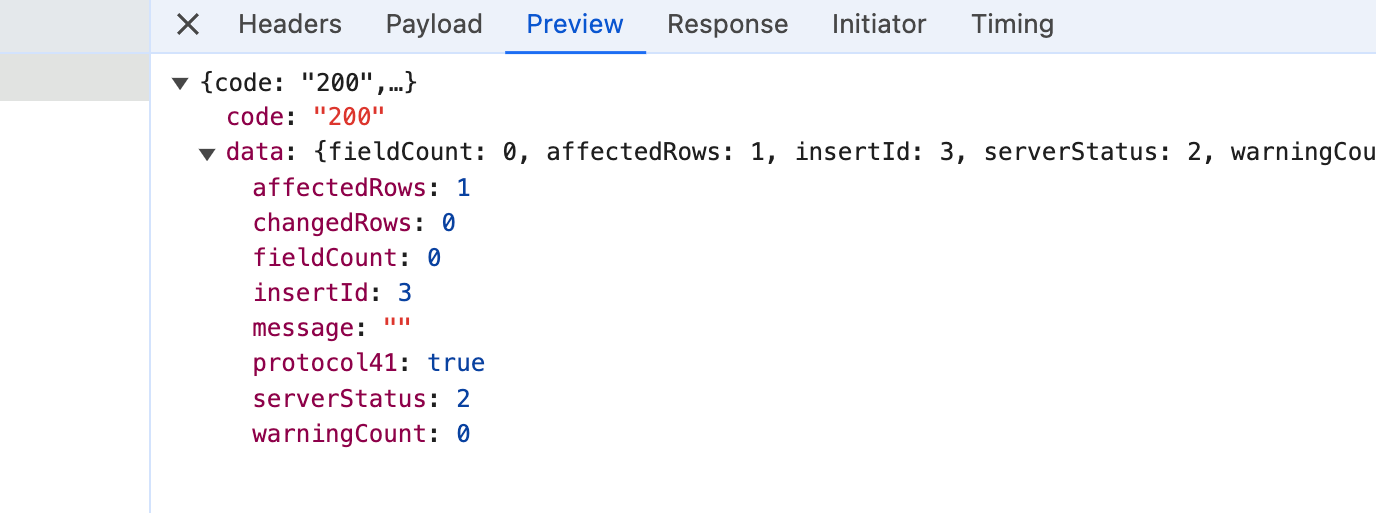 Headers Payload Preview Response Initiator Timing
▼ {code: "200",…}
code: "200"
▼ data: {fieldCount: 0, affectedRows: 1, insertId: 3, serverStatus: 2, warningCou
affectedRows: 1
changedRows: 0
fieldCount: 0
insertId: 3
message: ""
protocol41: true
serverStatus: 2
warningCount: 0